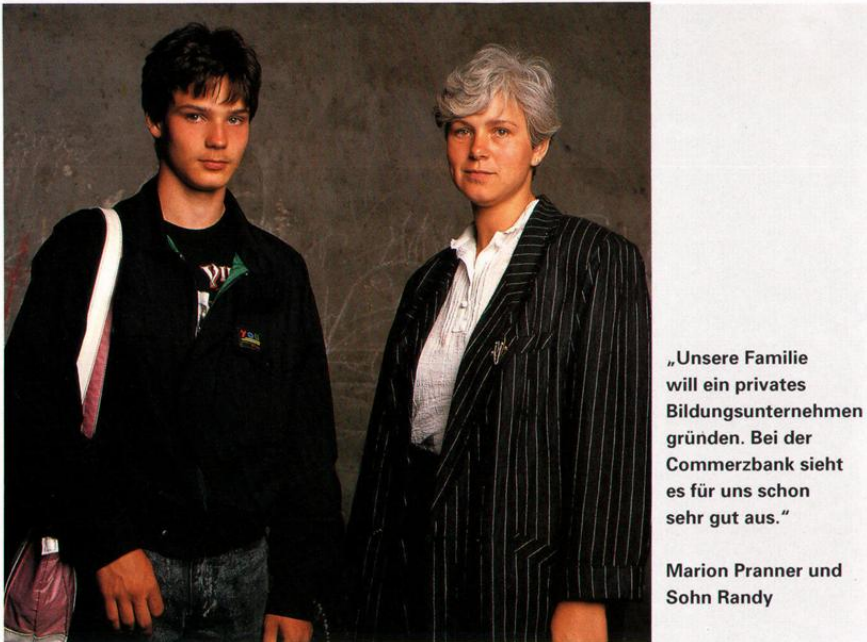 „Unsere Familie
will ein privates
Bildungsunternehmen
gründen. Bei der
Commerzbank sieht
es für uns schon
sehr gut aus.“
Marion Pranner und
Sohn Randy